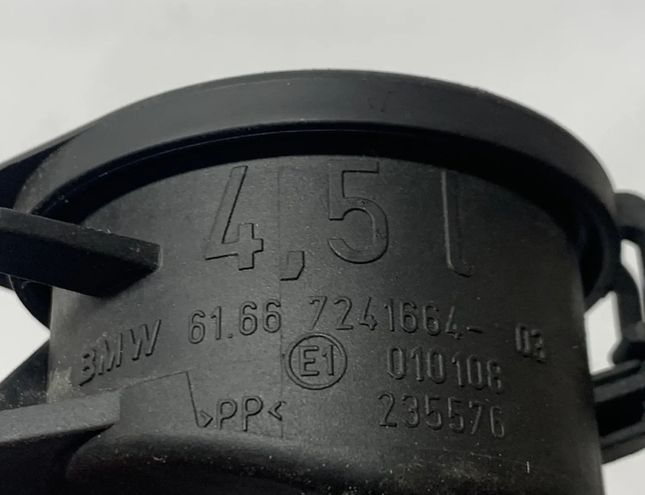 4,5 l
BMW 61.66 7241664- 03
E1 010108
>PP< 235576